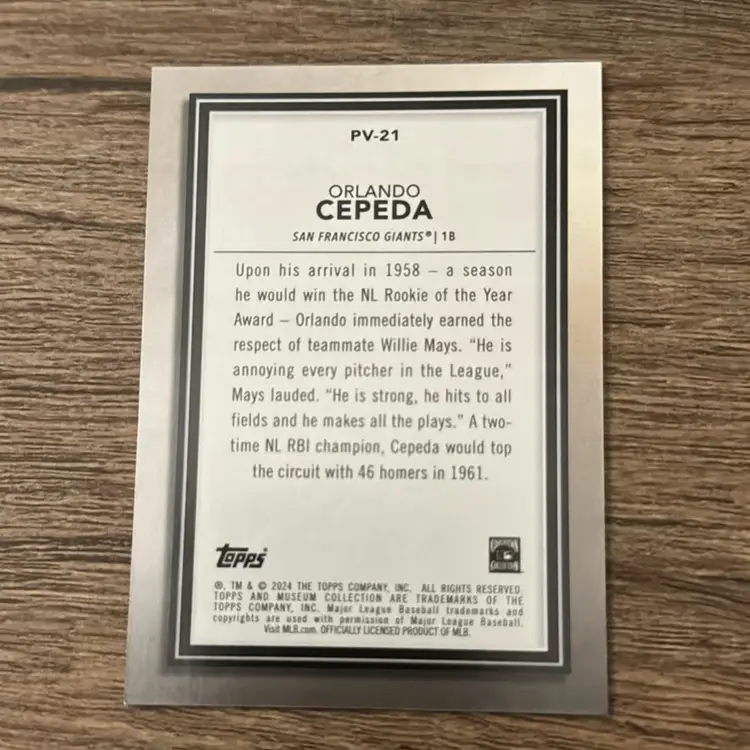 PV-21
ORLANDO
CEPEDA
SAN FRANCISCO GIANTS® | 1B
Upon his arrival in 1958 – a season
he would win the NL Rookie of the Year
Award – Orlando immediately earned the
respect of teammate Willie Mays. “He is
annoying every pitcher in the League,”
Mays lauded. “He is strong, he hits to all
fields and he makes all the plays.” A two-
time NL RBI champion, Cepeda would top
the circuit with 46 homers in 1961.
topps®
®, TM & © 2024 THE TOPPS COMPANY, INC. ALL RIGHTS RESERVED.
TOPPS AND MUSEUM COLLECTION ARE TRADEMARKS OF THE
TOPPS COMPANY, INC. Major League Baseball trademarks and
copyrights are used with permission of Major League Baseball.
Visit MLB.com. OFFICIALLY LICENSED PRODUCT OF MLB.